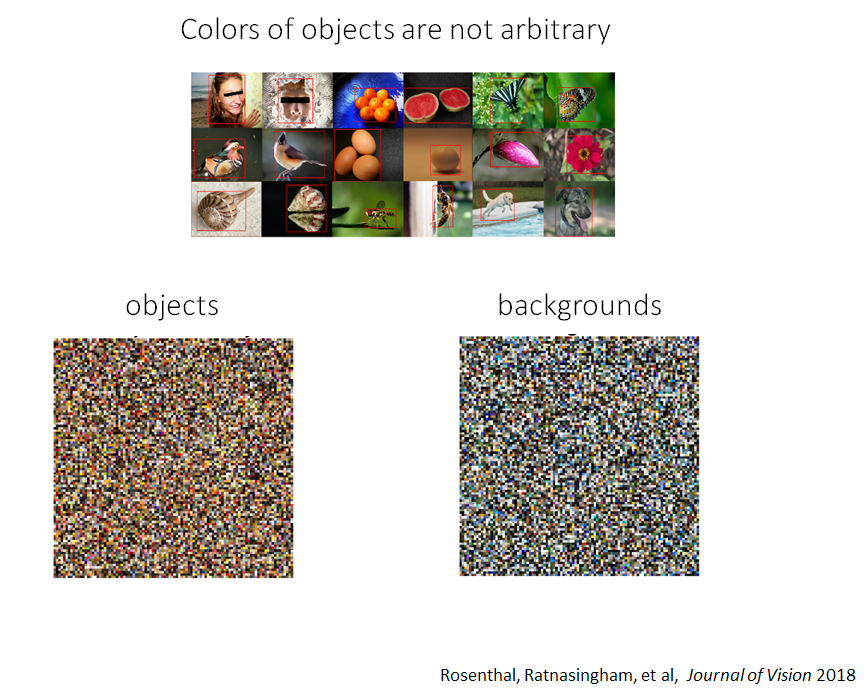 Colors of objects are not arbitrary
objects
backgrounds
Rosenthal, Ratnasingham, et al, Journal of Vision 2018